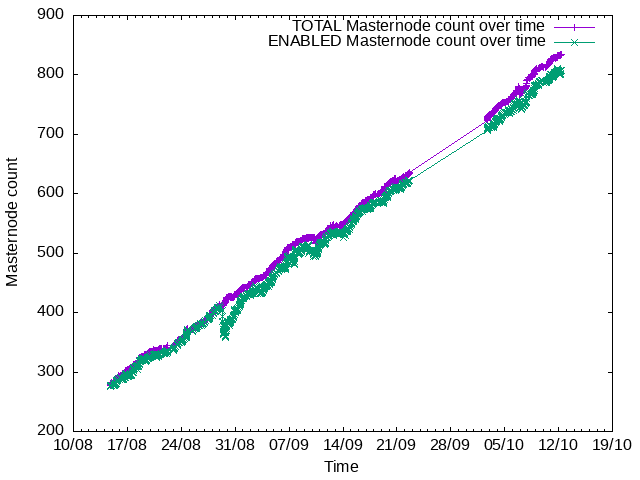 TOTAL Masternode count over time
ENABLED Masternode count over time
900
800
700
600
500
400
300
200
Masternode count
10/08 17/08 24/08 31/08 07/09 14/09 21/09 28/09 05/10 12/10 19/10
Time